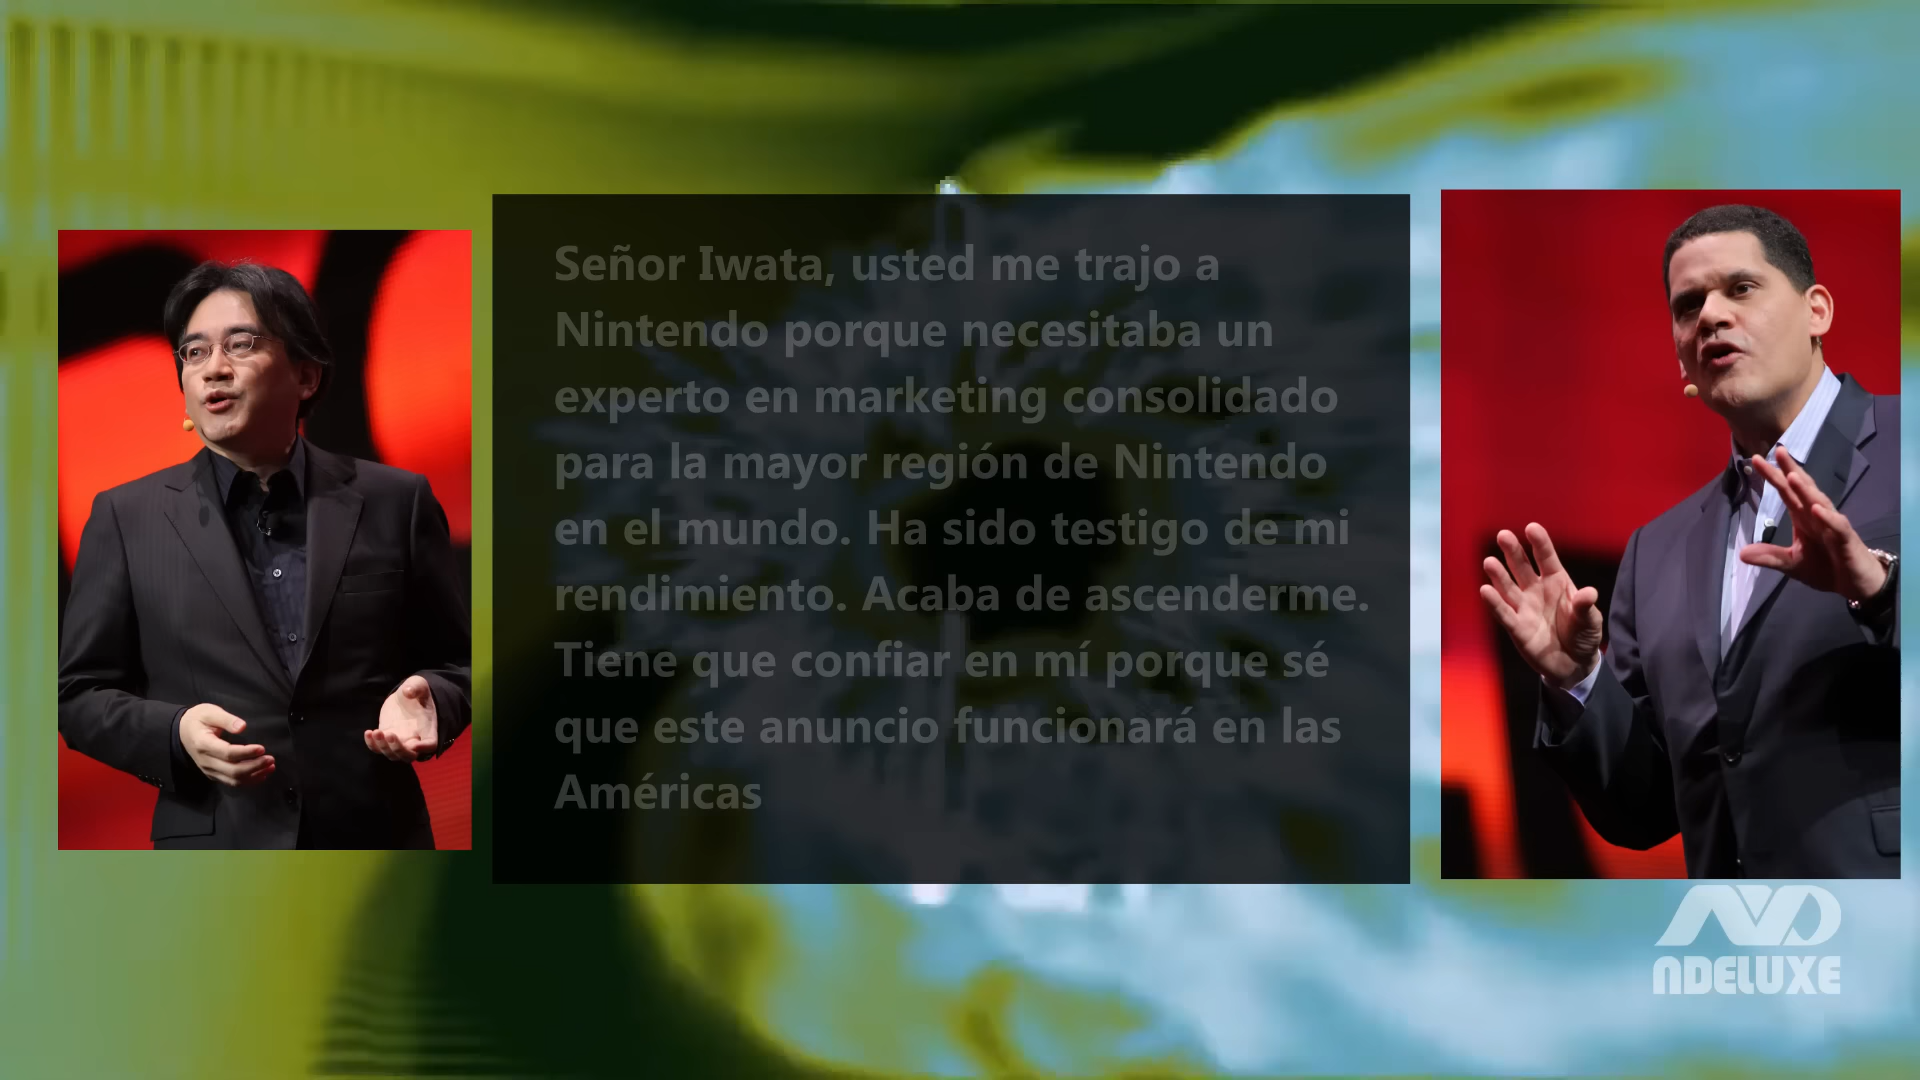 Señor Iwata, usted me trajo a
Nintendo porque necesitaba un
experto en marketing consolidado
para la mayor región de Nintendo
en el mundo. Ha sido testigo de mi
rendimiento. Acaba de ascenderme.
Tiene que confiar en mí porque sé
que este anuncio funcionará en las
Américas
NDELUXE